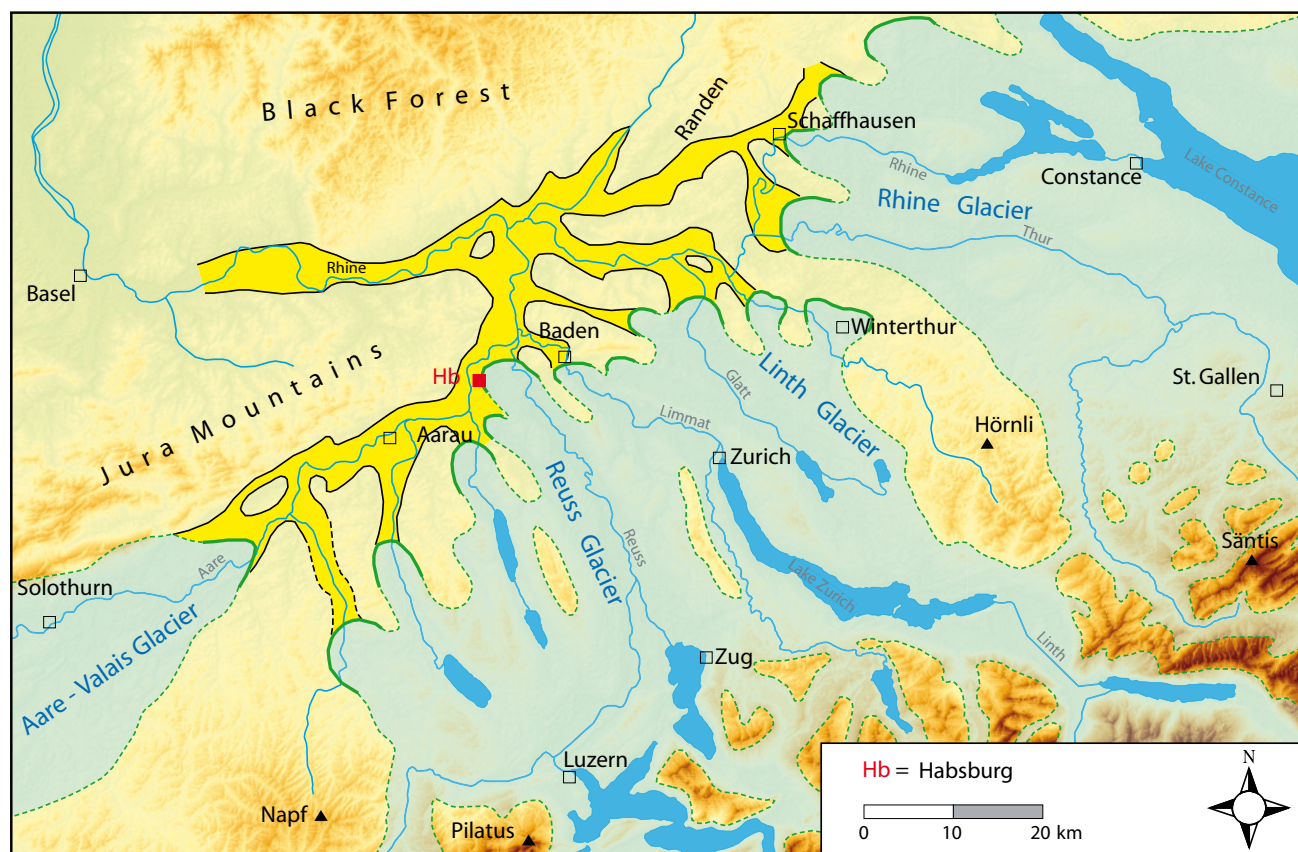 Black Forest
Randen
Schaffhausen
Rhine
Constance
Lake Constance
Rhine Glacier
Thur
Basel
Rhine
Baden
Winterthur
Jura Mountains
Hb
Glatt
Linth Glacier
St. Gallen
Limmat
Aarau
Zurich
Hörnli
Reuss Glacier
Reuss
Säntis
Aare
Solothurn
Lake Zurich
Linth
Aare - Valais Glacier
Zug
Luzern
Napf
Pilatus
Hb = Habsburg
N
0 10 20 km